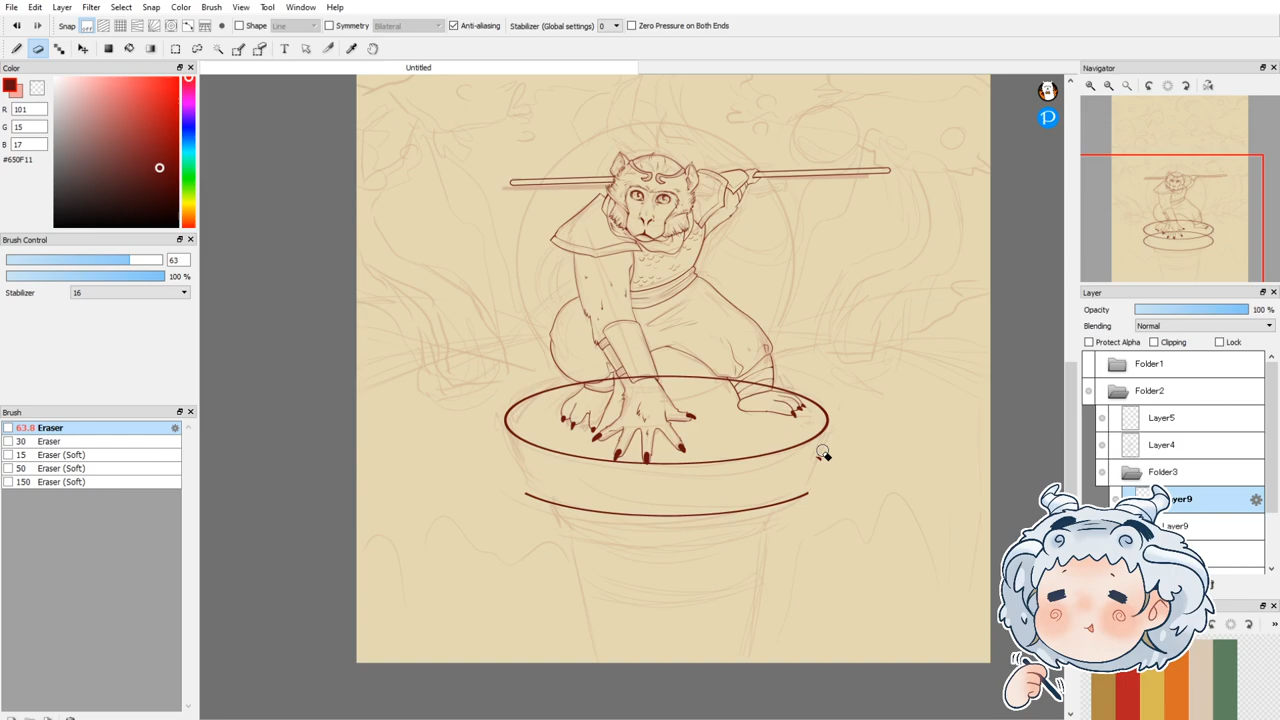 File Edit Layer Filter Select Snap Color Brush View Tool Window Help
Snap off Shape Line Symmetry Bilateral Anti-aliasing Stabilizer (Global settings) 0 Zero Pressure on Both Ends
Color
Untitled
Navigator
R 101
G 15
B 17
#650F11
Brush Control
63
100 %
Stabilizer 16
Layer
Opacity 100 %
Blending Normal
Protect Alpha Clipping Lock
Folder1
Folder2
Layer5
Layer4
Folder3
yer9
Layer9
Brush
63.8 Eraser
30 Eraser
15 Eraser (Soft)
50 Eraser (Soft)
150 Eraser (Soft)